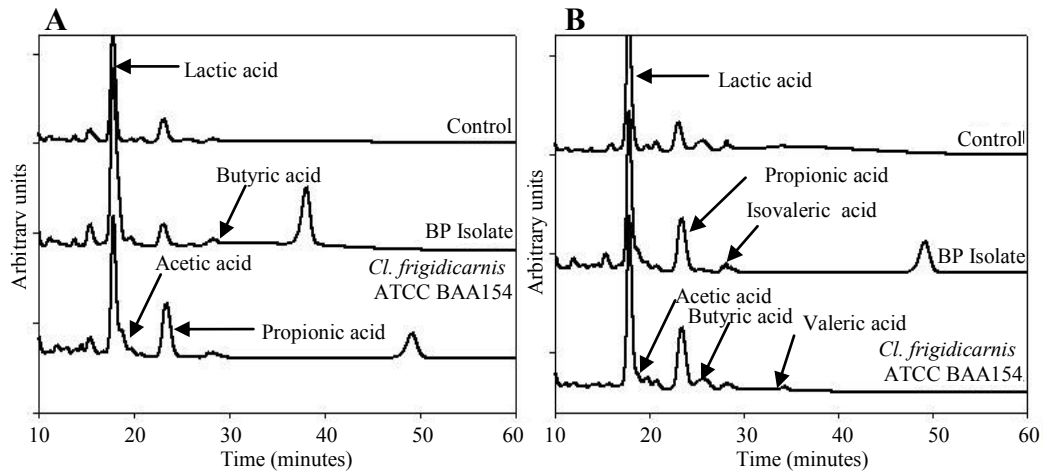 A
Lactic acid
Control
Butyric acid
BP Isolate
Cl. frigidicarnis
ATCC BAA154
Acetic acid
Propionic acid
Arbitrary units
10 20 30 40 50 60
Time (minutes)
B
Lactic acid
Control
Propionic acid
Isovaleric acid
BP Isolate
Acetic acid
Butyric acid
Valeric acid
Cl. frigidicarnis
ATCC BAA154
Arbitrary units
10 20 30 40 50 60
Time (minutes)